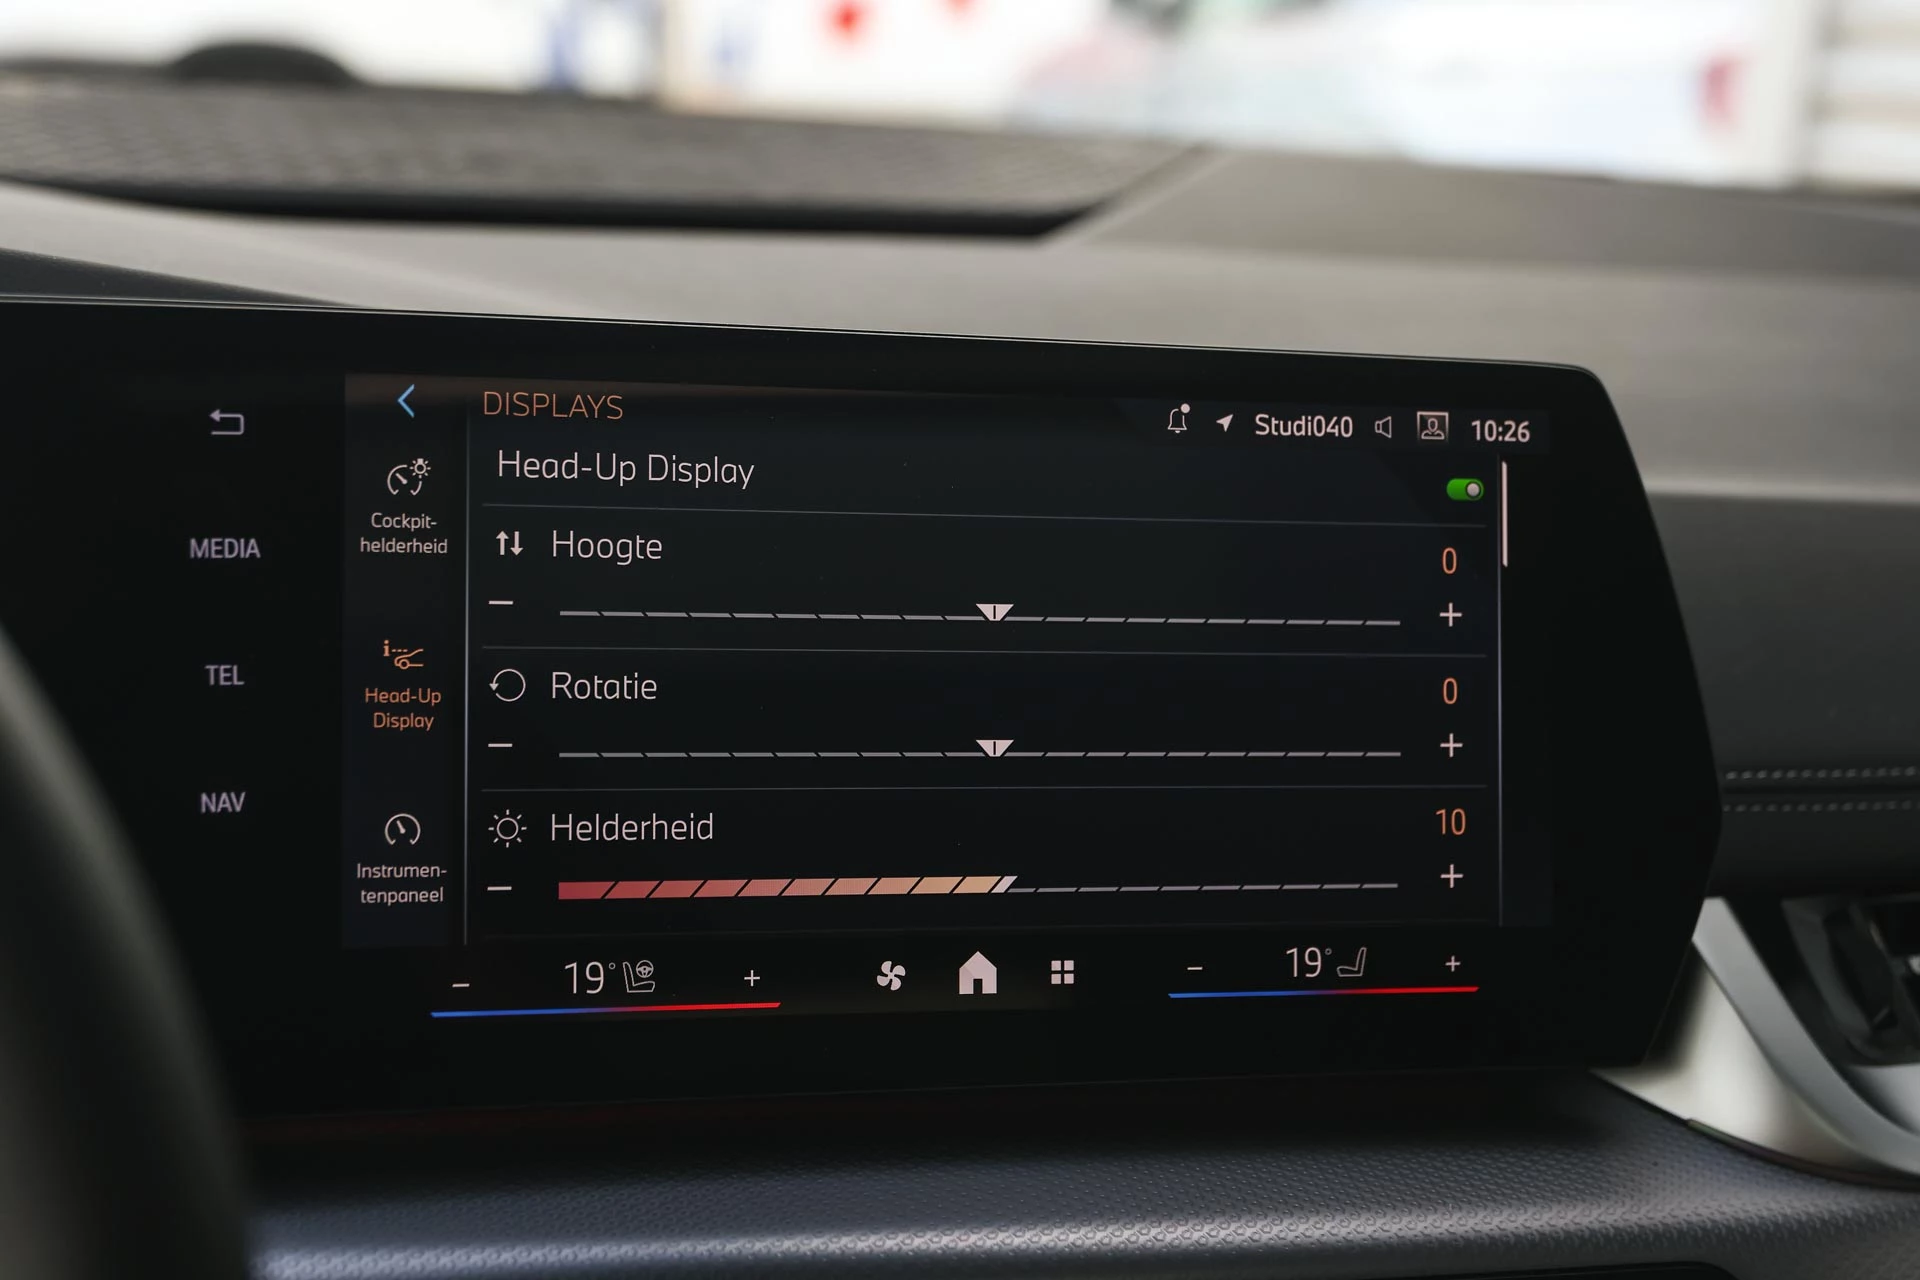 DISPLAYS
Studi040
10:26
Head-Up Display
Cockpit-
helderheid
Hoogte
0
MEDIA
TEL
Head-Up
Display
Rotatie
0
NAV
Helderheid
10
Instrumen-
tenpaneel
− 19° +
− 19° +